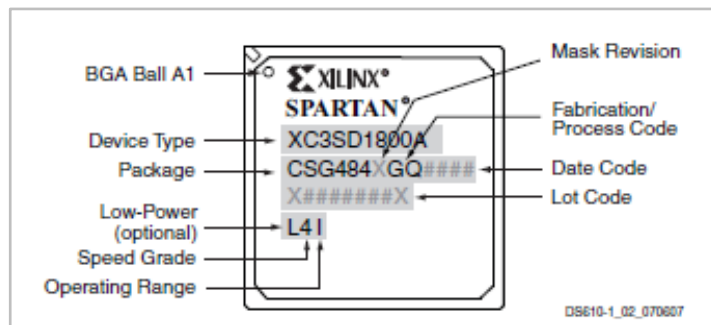 BGA Ball A1
Device Type
Package
Low-Power
(optional)
Speed Grade
Operating Range
XILINX®
SPARTAN®
XC3SD1800A
CSG484XGQ####
X#######X
L4I
Mask Revision
Fabrication/
Process Code
Date Code
Lot Code
DS610-1_02_070607